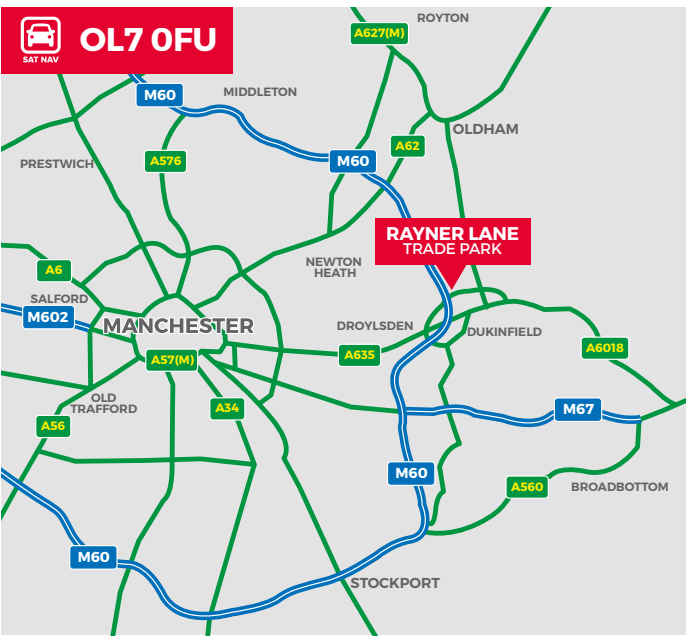 OL7 0FU
SAT NAV
ROYTON
A627(M)
MIDDLETON
M60
OLDHAM
A62
PRESTWICH
A576
M60
RAYNER LANE
TRADE PARK
NEWTON
HEATH
A6
SALFORD
M602
MANCHESTER
DROYLSDEN
DUKINFIELD
A57(M)
A635
A6018
OLD
TRAFFORD
A34
M67
A56
M60
A560
BROADBOTTOM
M60
STOCKPORT